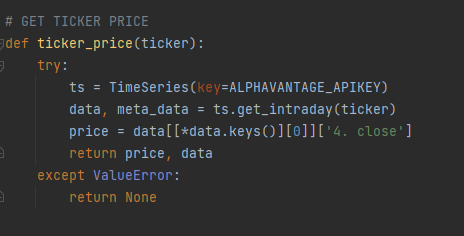 # GET TICKER PRICE
def ticker_price(ticker):
    try:
        ts = TimeSeries(key=ALPHAVANTAGE_APIKEY)
        data, meta_data = ts.get_intraday(ticker)
        price = data[[*data.keys()][0]]['4. close']
        return price, data
    except ValueError:
        return None